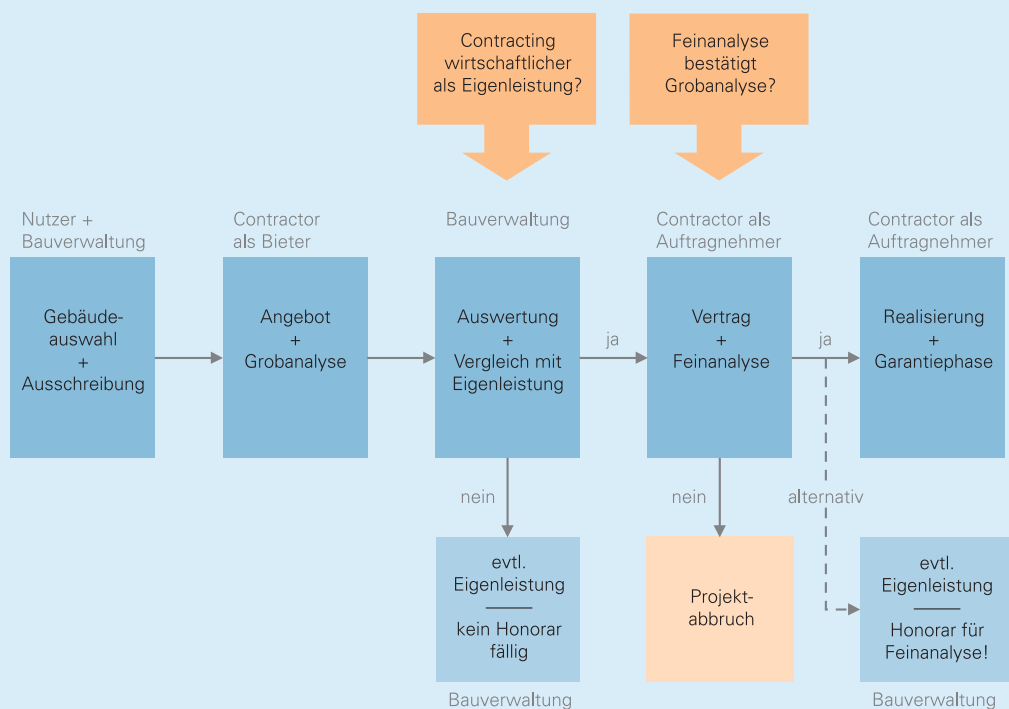 Contracting
wirtschaftlicher
als Eigenleistung?
Feinanalyse
bestätigt
Grobanalyse?
Nutzer +
Bauverwaltung
Contractor
als Bieter
Bauverwaltung
Contractor als
Auftragnehmer
Contractor als
Auftragnehmer
Gebäude-
auswahl
+
Ausschreibung
Angebot
+
Grobanalyse
Auswertung
+
Vergleich mit
Eigenleistung
ja
Vertrag
+
Feinanalyse
ja
Realisierung
+
Garantiephase
nein
nein
alternativ
evtl.
Eigenleistung
kein Honorar
fällig
Projekt-
abbruch
evtl.
Eigenleistung
Honorar für
Feinanalyse!
Bauverwaltung
Bauverwaltung